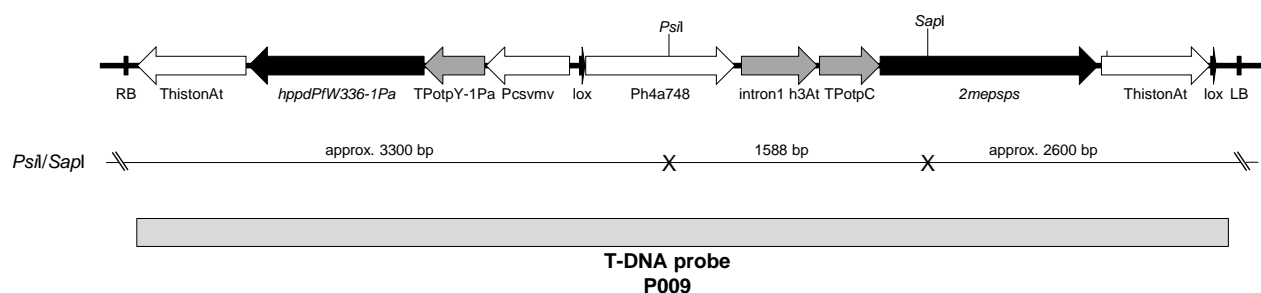 PsiI SapI
RB ThistonAt hppdPfW336-1Pa TPotpY-1Pa Pcsvmv lox Ph4a748 intron1 h3At TPotpC 2mepsps ThistonAt lox LB
PsiI/SapI approx. 3300 bp 1588 bp approx. 2600 bp
X X
T-DNA probe
P009